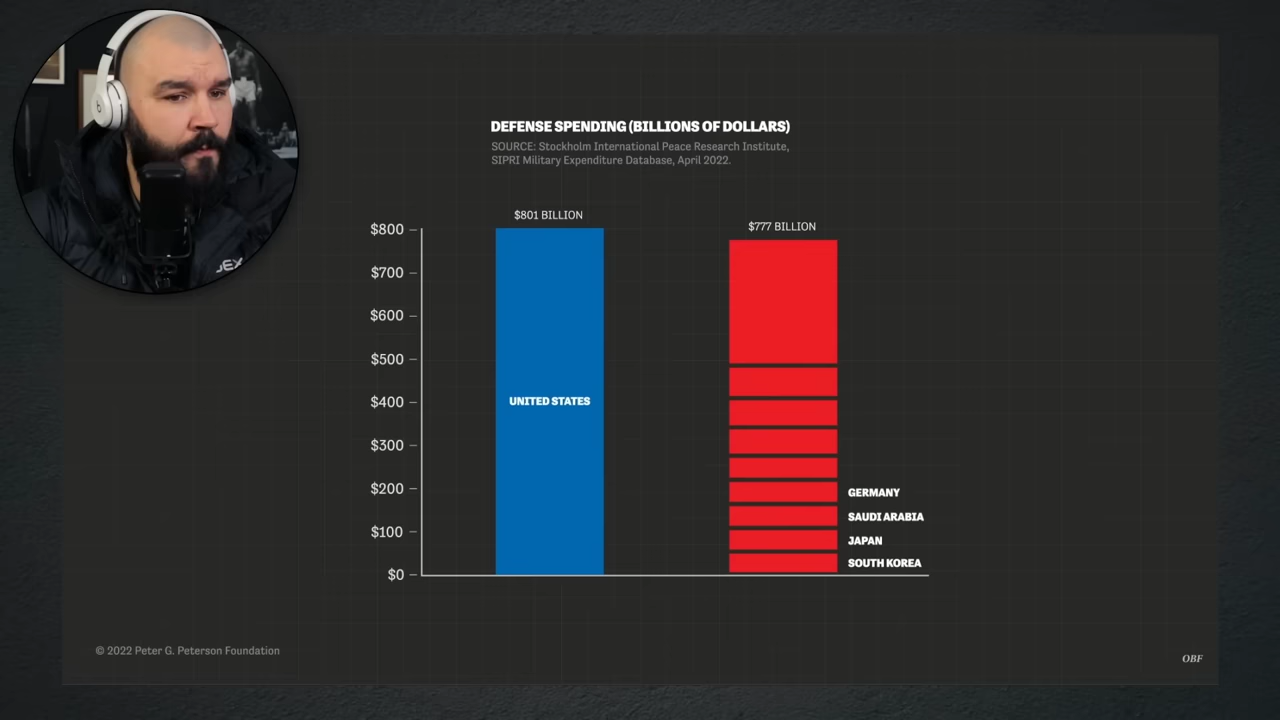 DEFENSE SPENDING (BILLIONS OF DOLLARS)
SOURCE: Stockholm International Peace Research Institute,
SIPRI Military Expenditure Database, April 2022.
$801 BILLION
$777 BILLION
$800
$700
$600
$500
$400
$300
$200
$100
$0
UNITED STATES
GERMANY
SAUDI ARABIA
JAPAN
SOUTH KOREA
© 2022 Peter G. Peterson Foundation
OBF